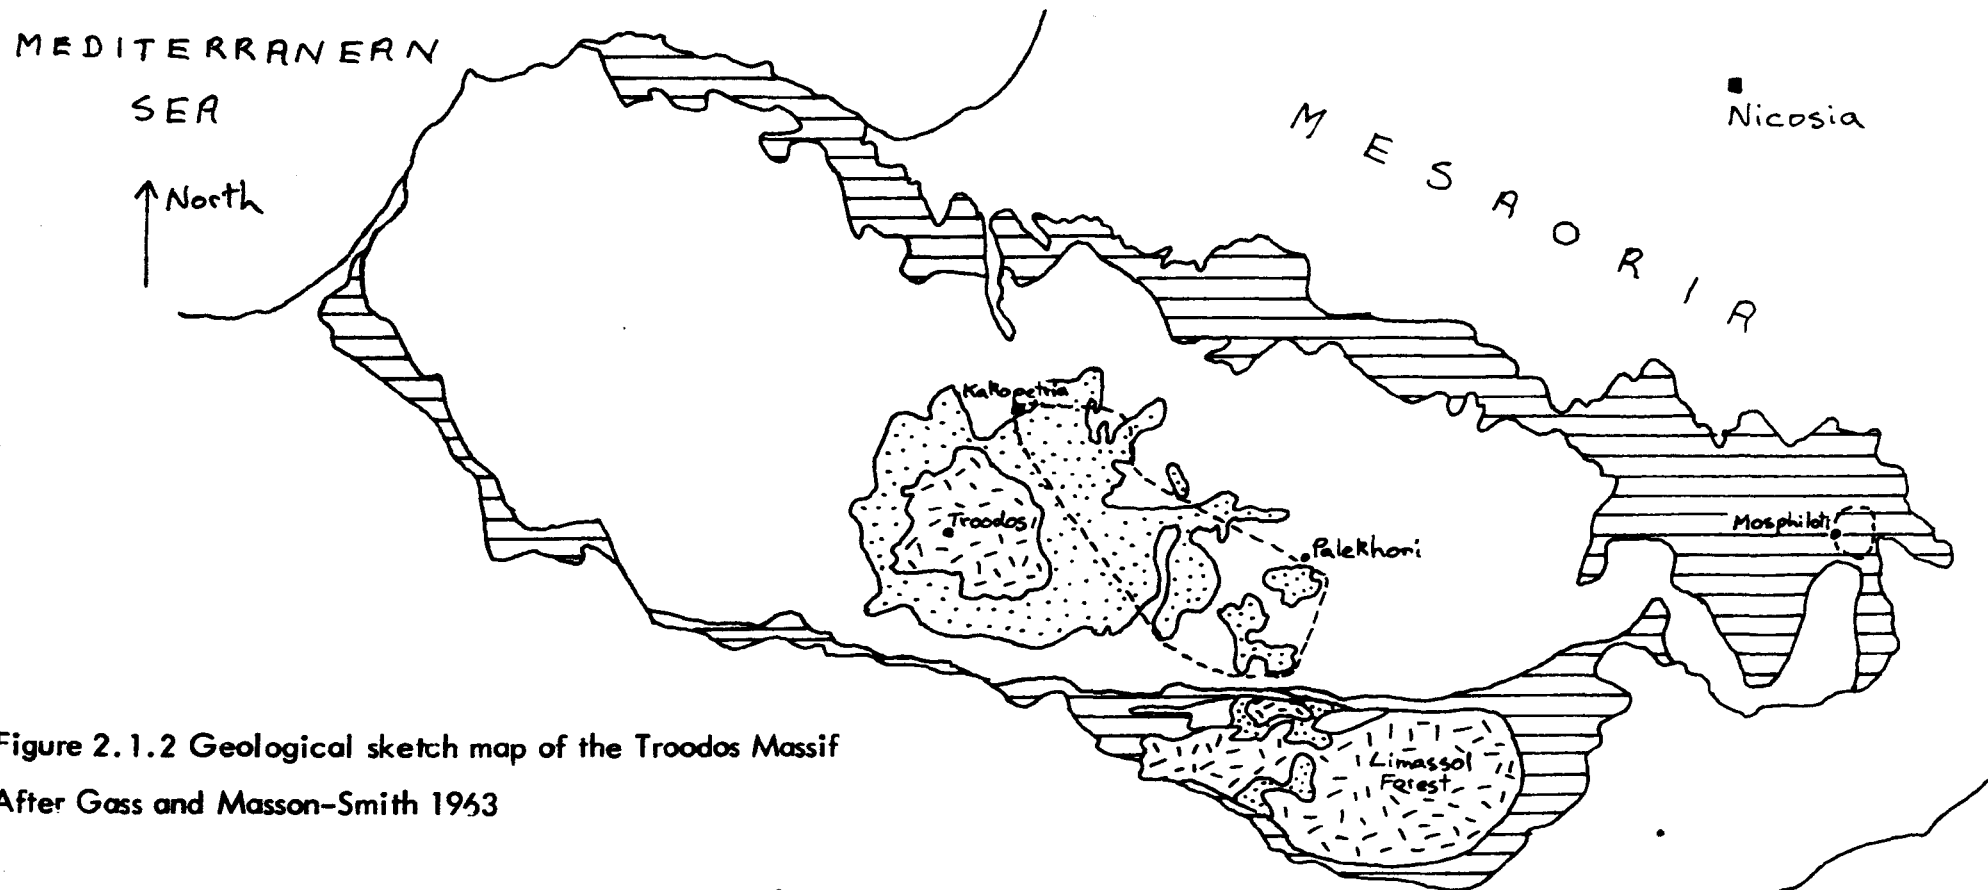 MEDITERRANEAN
SEA
North
MESAORIA
Nicosia
Kakopetria
Troodos
Palekhori
Mosphiloti
Limassol
Forest
Figure 2.1.2 Geological sketch map of the Troodos Massif
After Gass and Masson-Smith 1963